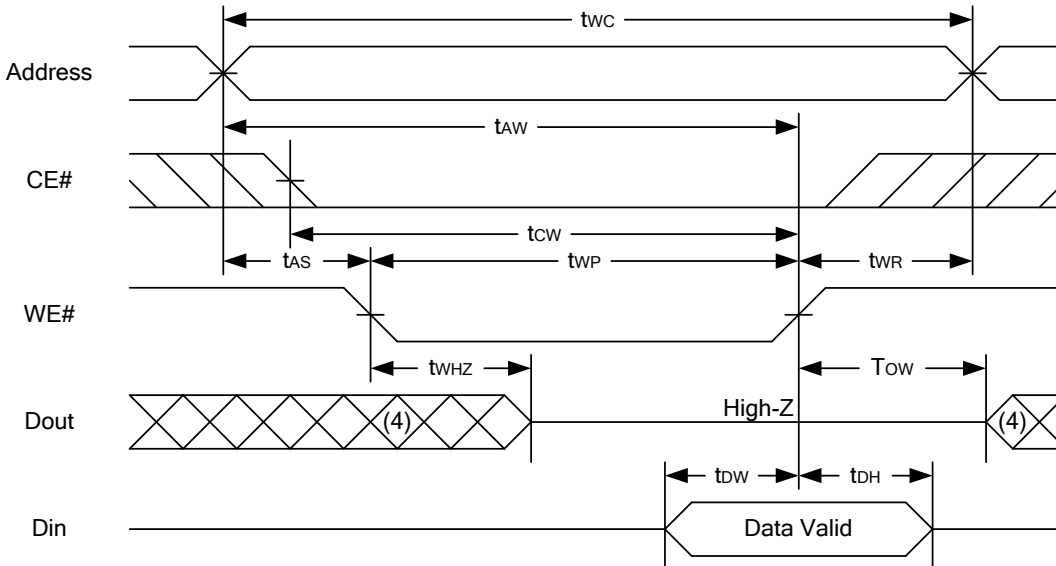 tWC
Address
tAW
CE#
tCW
tAS tWP tWR
WE#
tWHZ TOW
Dout (4) High-Z (4)
tDW tDH
Din Data Valid